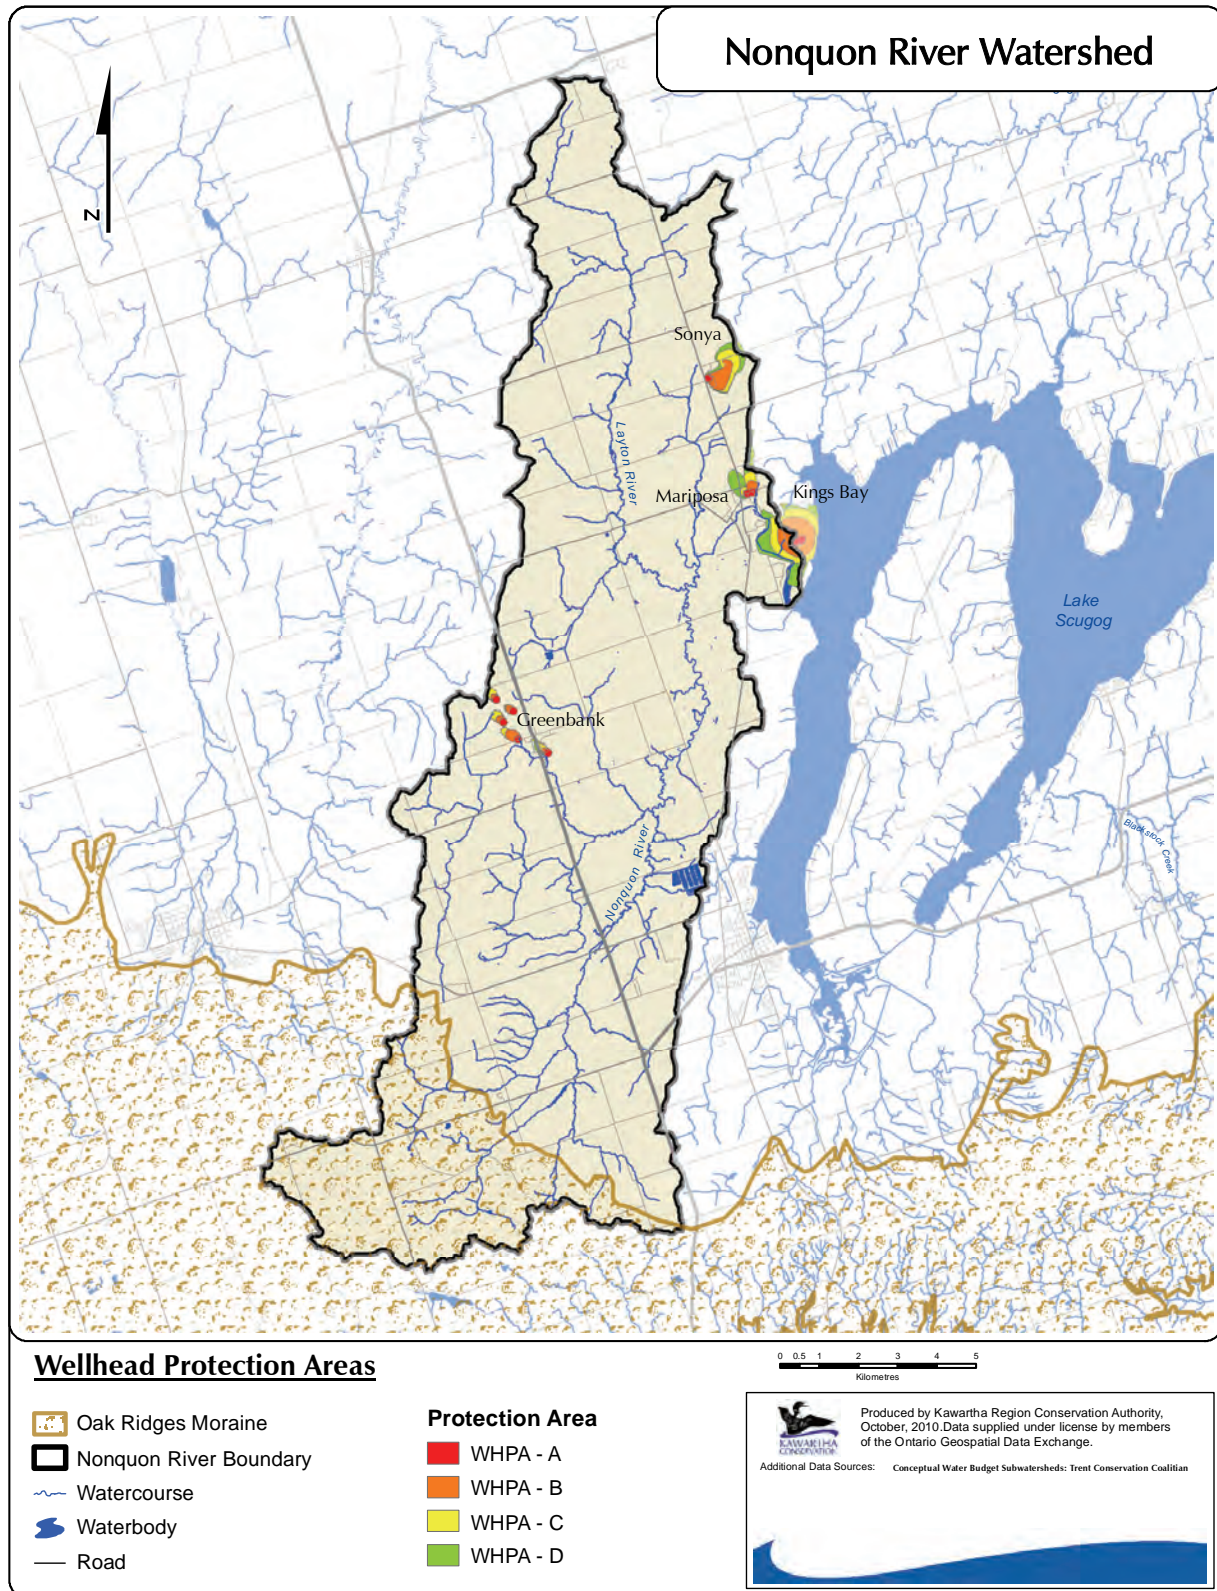 Nonquon River Watershed
N
Sonya
Layton River
Mariposa
Kings Bay
Lake
Scugog
Greenbank
Nonquon River
Blackstock Creek
Wellhead Protection Areas
0 0.5 1 2 3 4 5
Kilometres
Oak Ridges Moraine
Nonquon River Boundary
Watercourse
Waterbody
Road
Protection Area
WHPA - A
WHPA - B
WHPA - C
WHPA - D
KAWARTHA
CONSERVATION
Produced by Kawartha Region Conservation Authority,
October, 2010.Data supplied under license by members
of the Ontario Geospatial Data Exchange.
Additional Data Sources: Conceptual Water Budget Subwatersheds: Trent Conservation Coalitian